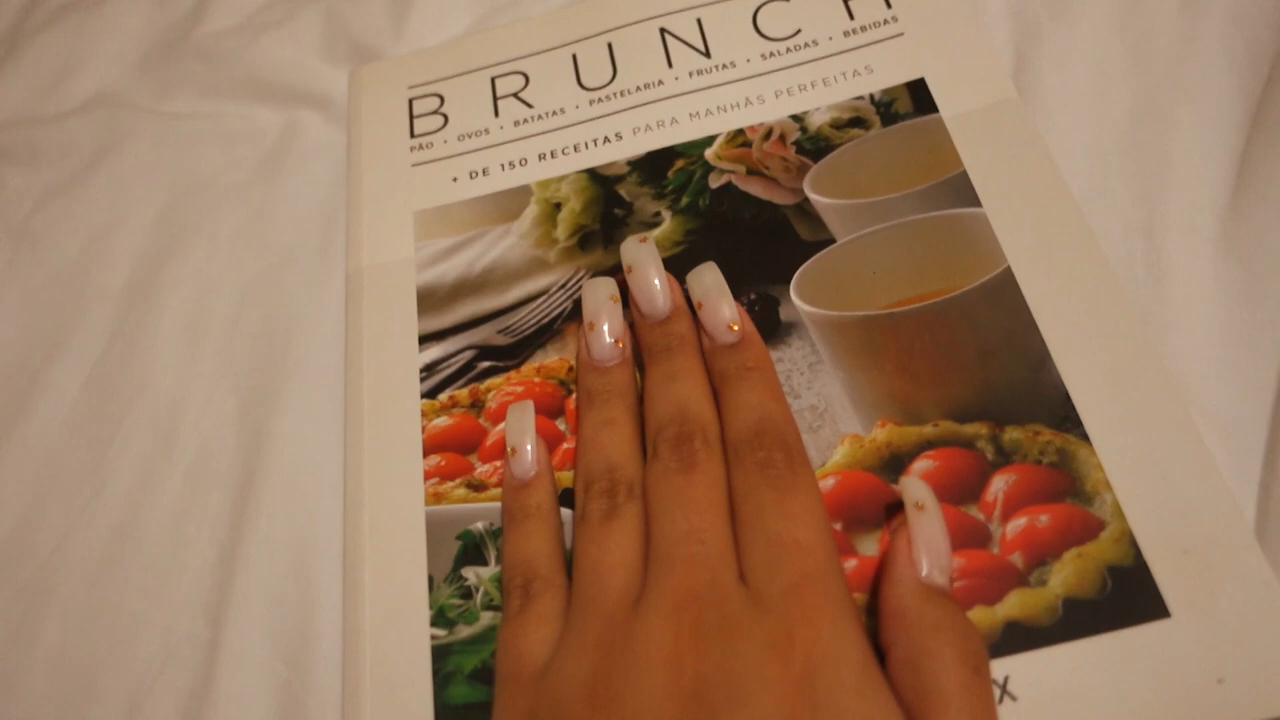 BRUNCH
PÃO • OVOS • BATATAS • PASTELARIA • FRUTAS • SALADAS • BEBIDAS
+ DE 150 RECEITAS PARA MANHÃS PERFEITAS